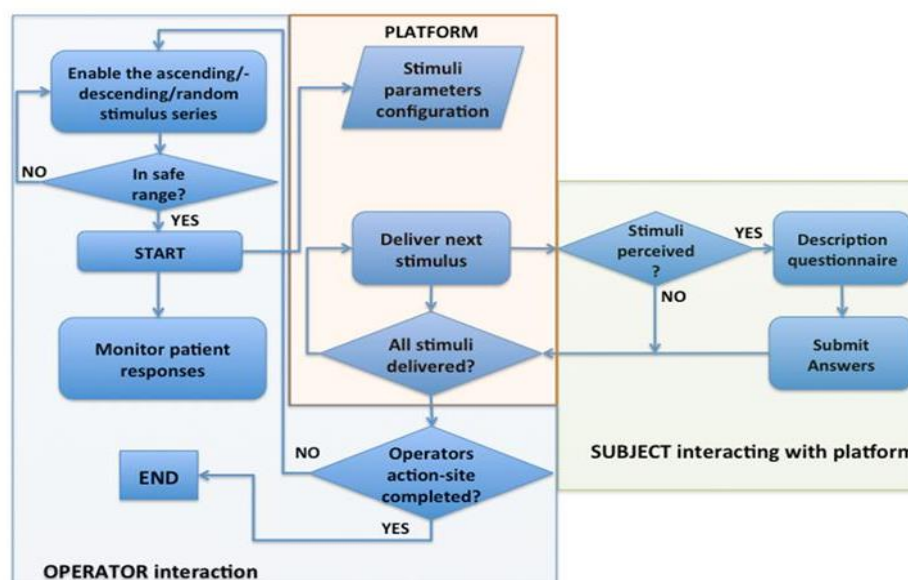 PLATFORM
Enable the ascending/-
descending/random
stimulus series
Stimuli
parameters
configuration
NO
In safe
range?
YES
START
Deliver next
stimulus
Stimuli
perceived
?
YES
Description
questionnaire
NO
Monitor patient
responses
All stimuli
delivered?
Submit
Answers
NO
Operators
action-site
completed?
SUBJECT interacting with platform
END
YES
OPERATOR interaction